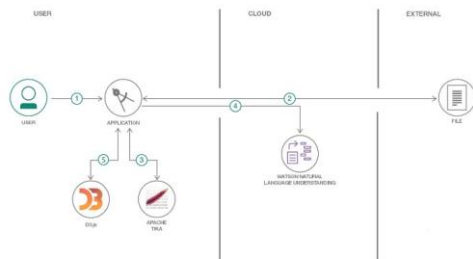 USER
CLOUD
EXTERNAL
1
2
4
USER
APPLICATION
FILE
5
3
WATSON NATURAL
LANGUAGE UNDERSTANDING
D3.js
APACHE
TIKA